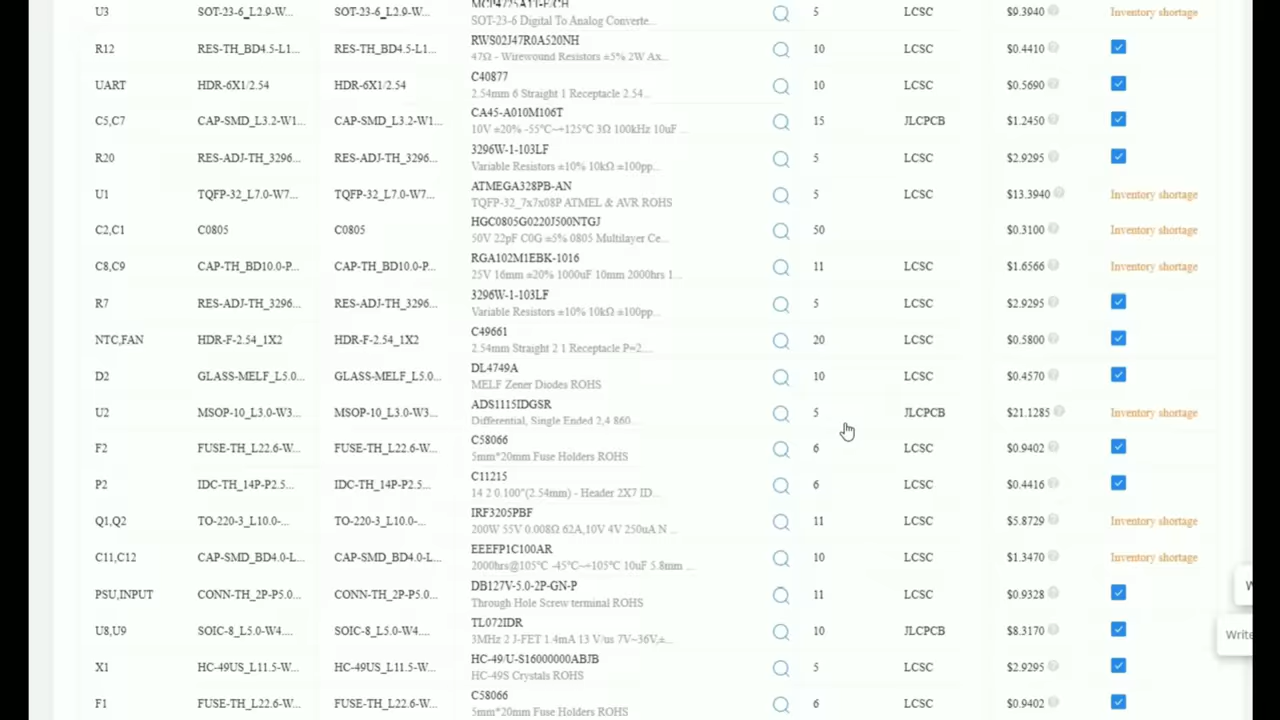 U3 SOT-23-6_L2.9-W... SOT-23-6_L2.9-W... MCP4725A1T-E/CH 5 LCSC $9.3940 Inventory shortage
SOT-23-6 Digital To Analog Converte...
R12 RES-TH_BD4.5-L1... RES-TH_BD4.5-L1... RWS02J47R0A520NH 10 LCSC $0.4410
47Ω - Wirewound Resistors ±5% 2W Ax...
UART HDR-6X1/2.54 HDR-6X1/2.54 C40877 10 LCSC $0.5690
2.54mm 6 Straight 1 Receptacle 2.54...
C5,C7 CAP-SMD_L3.2-W1... CAP-SMD_L3.2-W1... CA45-A010M106T 15 JLCPCB $1.2450
10V ±20% -55℃~+125℃ 3Ω 100kHz 10uF ...
R20 RES-ADJ-TH_3296... RES-ADJ-TH_3296... 3296W-1-103LF 5 LCSC $2.9295
Variable Resistors ±10% 10kΩ ±100pp...
U1 TQFP-32_L7.0-W7... TQFP-32_L7.0-W7... ATMEGA328PB-AN 5 LCSC $13.3940 Inventory shortage
TQFP-32_7x7x08P ATMEL & AVR ROHS
C2,C1 C0805 C0805 HGC0805G0220J500NTGJ 50 LCSC $0.3100 Inventory shortage
50V 22pF C0G ±5% 0805 Multilayer Ce...
C8,C9 CAP-TH_BD10.0-P... CAP-TH_BD10.0-P... RGA102M1EBK-1016 11 LCSC $1.6566 Inventory shortage
25V 16mm ±20% 1000uF 10mm 2000hrs 1...
R7 RES-ADJ-TH_3296... RES-ADJ-TH_3296... 3296W-1-103LF 5 LCSC $2.9295
Variable Resistors ±10% 10kΩ ±100pp...
NTC,FAN HDR-F-2.54_1X2 HDR-F-2.54_1X2 C49661 20 LCSC $0.5800
2.54mm Straight 2 1 Receptacle P=2....
D2 GLASS-MELF_L5.0... GLASS-MELF_L5.0... DL4749A 10 LCSC $0.4570
MELF Zener Diodes ROHS
U2 MSOP-10_L3.0-W3... MSOP-10_L3.0-W3... ADS1115IDGSR 5 JLCPCB $21.1285 Inventory shortage
Differential, Single Ended 2,4 860...
F2 FUSE-TH_L22.6-W... FUSE-TH_L22.6-W... C58066 6 LCSC $0.9402
5mm*20mm Fuse Holders ROHS
P2 IDC-TH_14P-P2.5... IDC-TH_14P-P2.5... C11215 6 LCSC $0.4416
14 2 0.100"(2.54mm) - Header 2X7 ID...
Q1,Q2 TO-220-3_L10.0-... TO-220-3_L10.0-... IRF3205PBF 11 LCSC $5.8729 Inventory shortage
200W 55V 0.008Ω 62A,10V 4V 250uA N ...
C11,C12 CAP-SMD_BD4.0-L... CAP-SMD_BD4.0-L... EEEFP1C100AR 10 LCSC $1.3470 Inventory shortage
2000hrs@105℃ -45℃~+105℃ 10uF 5.8mm ...
PSU,INPUT CONN-TH_2P-P5.0... CONN-TH_2P-P5.0... DB127V-5.0-2P-GN-P 11 LCSC $0.9328
Through Hole Screw terminal ROHS
U8,U9 SOIC-8_L5.0-W4.... SOIC-8_L5.0-W4.... TL072IDR 10 JLCPCB $8.3170
3MHz 2 J-FET 1.4mA 13 V/us 7V~36V,±...
Write
X1 HC-49US_L11.5-W... HC-49US_L11.5-W... HC-49/U-S16000000ABJB 5 LCSC $2.9295
HC-49S Crystals ROHS
F1 FUSE-TH_L22.6-W... FUSE-TH_L22.6-W... C58066 6 LCSC $0.9402
5mm*20mm Fuse Holders ROHS